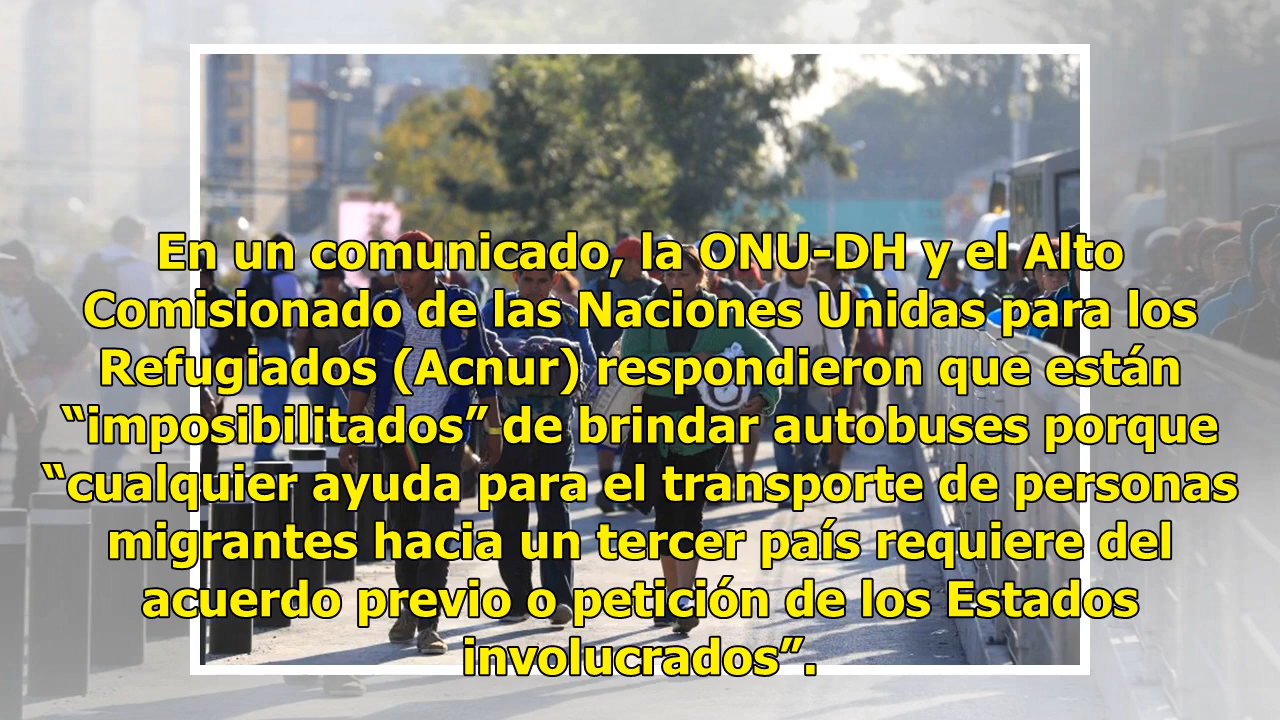 En un comunicado, la ONU-DH y el Alto
Comisionado de las Naciones Unidas para los
Refugiados (Acnur) respondieron que están
“imposibilitados” de brindar autobuses porque
“cualquier ayuda para el transporte de personas
migrantes hacia un tercer país requiere del
acuerdo previo o petición de los Estados
involucrados”.